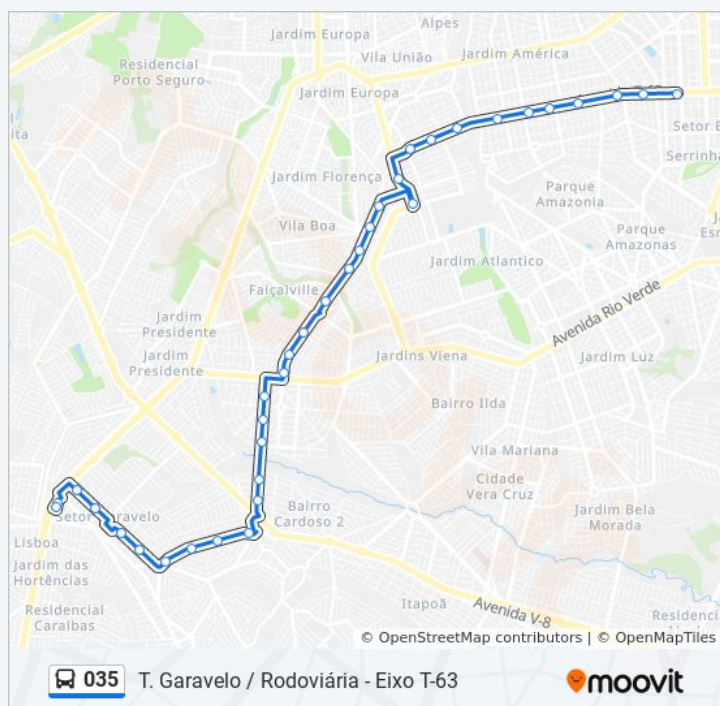 Alpes
Jardim Europa
Vila União
Jardim América
Residencial
Porto Seguro
Jardim Europa
Setor B
Serrinh
Jardim Florença
Parque
Amazonia
Vila Boa
Parque
Amazonas
J
Es
Jardim Atlantico
Faiçalville
Avenida Rio Verde
Jardim
Presidente
Jardim
Presidente
Jardins Viena
Jardim Luz
Bairro Ilda
Vila Mariana
Cidade
Vera Cruz
Bairro
Cardoso 2
Jardim Bela
Morada
Lisboa
Jardim das
Hortências
Itapoã
Avenida V-8
Residencial
Caraíbas
© OpenStreetMap contributors | © OpenMapTiles
035 T. Garavelo / Rodoviária - Eixo T-63
moovit